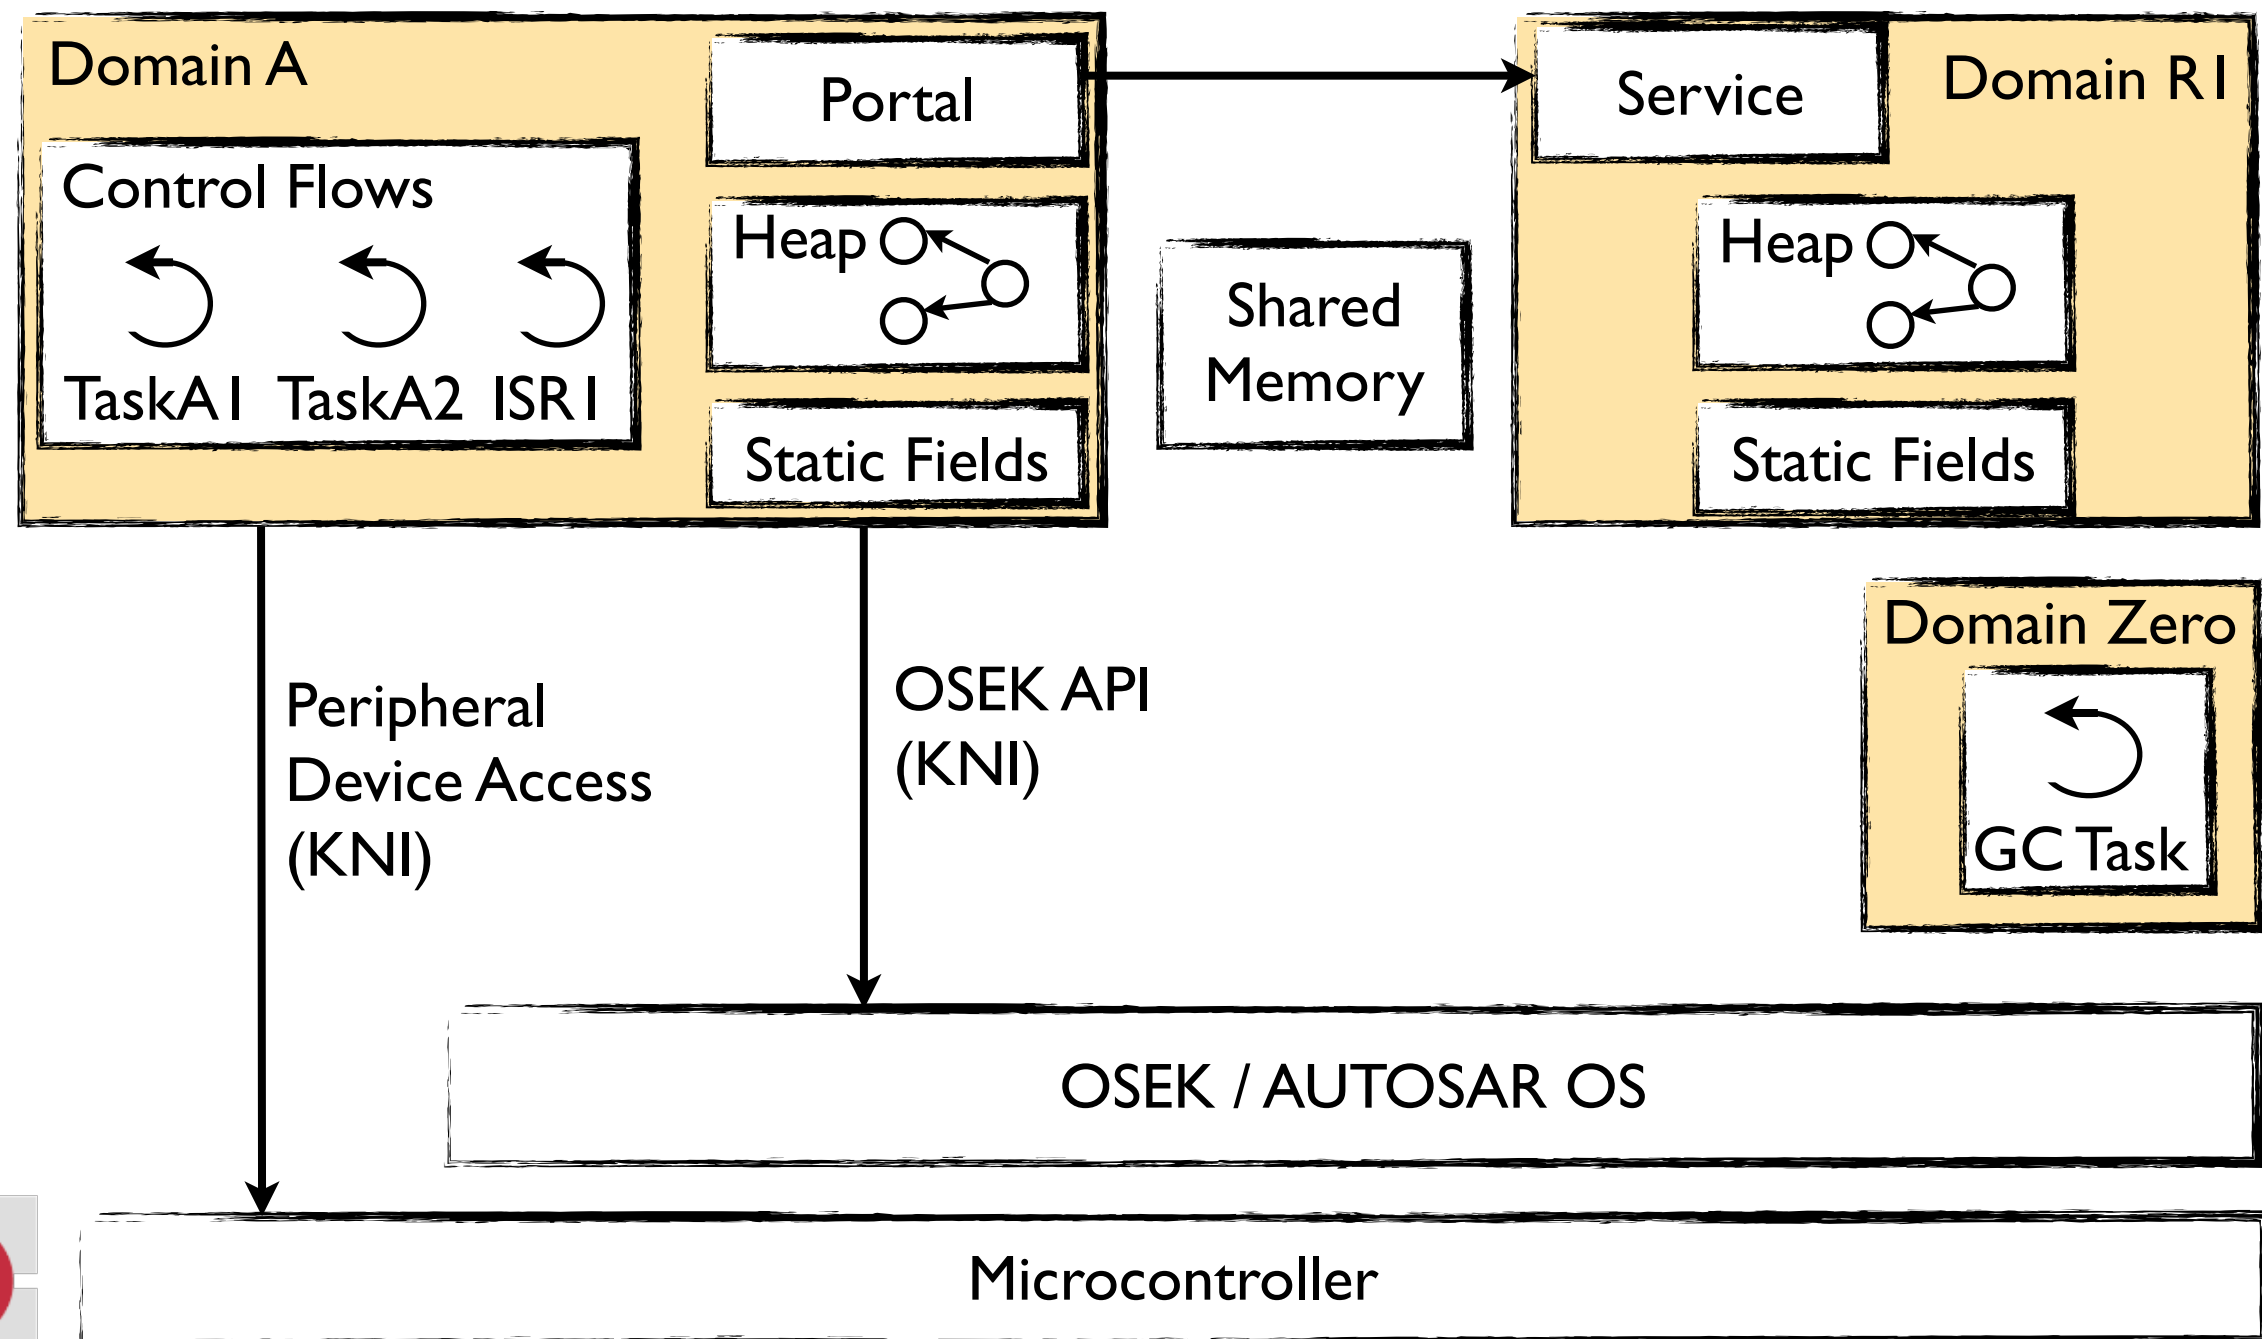 Domain A
Portal
Control Flows
TaskA1 TaskA2 ISR1
Heap
Static Fields
Shared
Memory
Service
Domain R1
Heap
Static Fields
Domain Zero
GC Task
Peripheral
Device Access
(KNI)
OSEK API
(KNI)
OSEK / AUTOSAR OS
Microcontroller